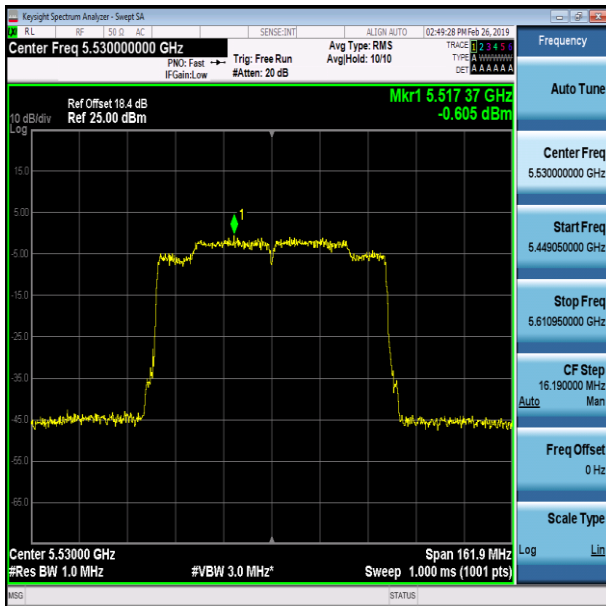 Keysight Spectrum Analyzer - Swept SA
RL RF 50 Ω AC SENSE:INT ALIGN AUTO 02:49:28 PM Feb 26, 2019
Center Freq 5.530000000 GHz
PNO: Fast
IFGain:Low
Trig: Free Run
#Atten: 20 dB
Avg Type: RMS
Avg|Hold: 10/10
TRACE 1 2 3 4 5 6
TYPE A WWWWW
DET A A A A A A
Ref Offset 18.4 dB
10 dB/div Ref 25.00 dBm
Log
Mkr1 5.517 37 GHz
-0.605 dBm
15.0
5.00
-5.00
-15.0
-25.0
-35.0
-45.0
-55.0
-65.0
1
Center 5.53000 GHz Span 161.9 MHz
#Res BW 1.0 MHz #VBW 3.0 MHz* Sweep 1.000 ms (1001 pts)
MSG STATUS
Frequency
Auto Tune
Center Freq
5.530000000 GHz
Start Freq
5.449050000 GHz
Stop Freq
5.610950000 GHz
CF Step
16.190000 MHz
Auto Man
Freq Offset
0 Hz
Scale Type
Log Lin